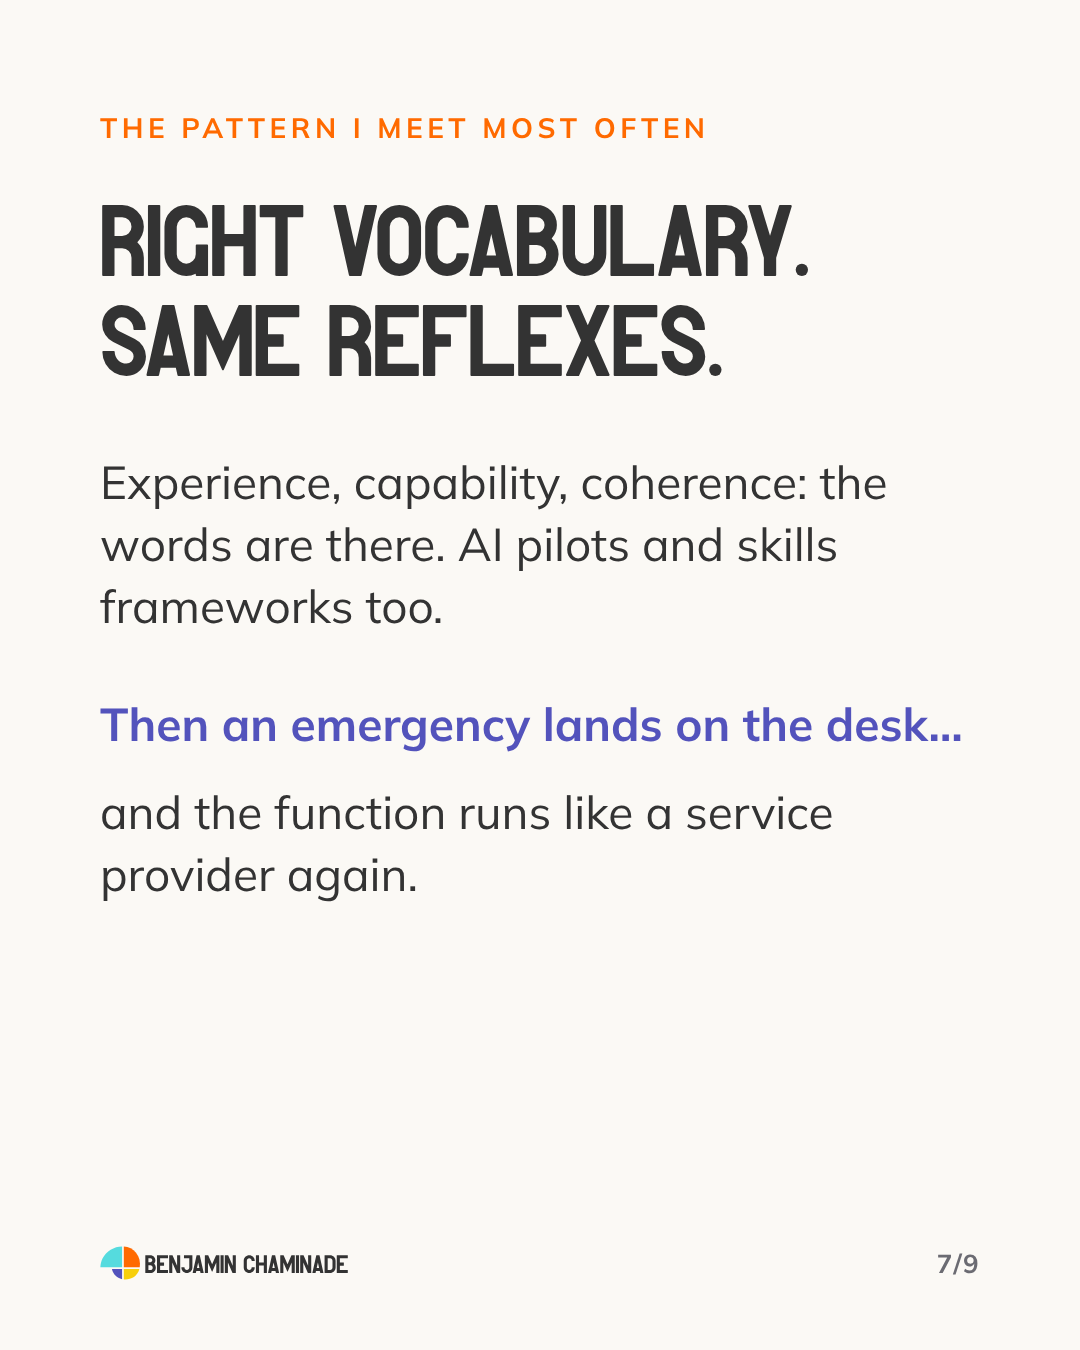 THE PATTERN I MEET MOST OFTEN
RIGHT VOCABULARY.
SAME REFLEXES.
Experience, capability, coherence: the
words are there. AI pilots and skills
frameworks too.
Then an emergency lands on the desk...
and the function runs like a service
provider again.
BENJAMIN CHAMINADE
7/9